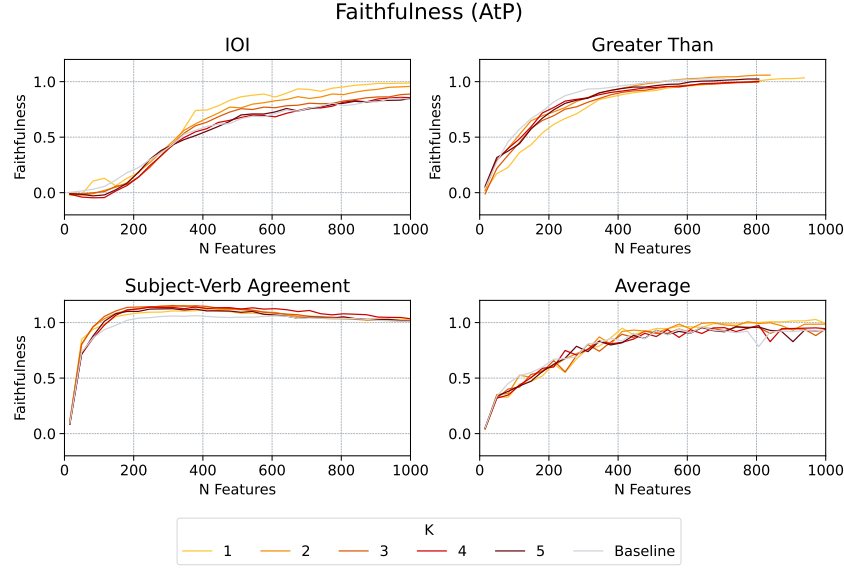 Faithfulness (AtP)
IOI
Greater Than
Faithfulness
1.0
0.5
0.0
0
200
400
600
800
1000
N Features
Faithfulness
1.0
0.5
0.0
0
200
400
600
800
1000
N Features
Subject-Verb Agreement
Average
Faithfulness
1.0
0.5
0.0
0
200
400
600
800
1000
N Features
1.0
0.5
0.0
0
200
400
600
800
1000
N Features
K
1 2 3 4 5 Baseline